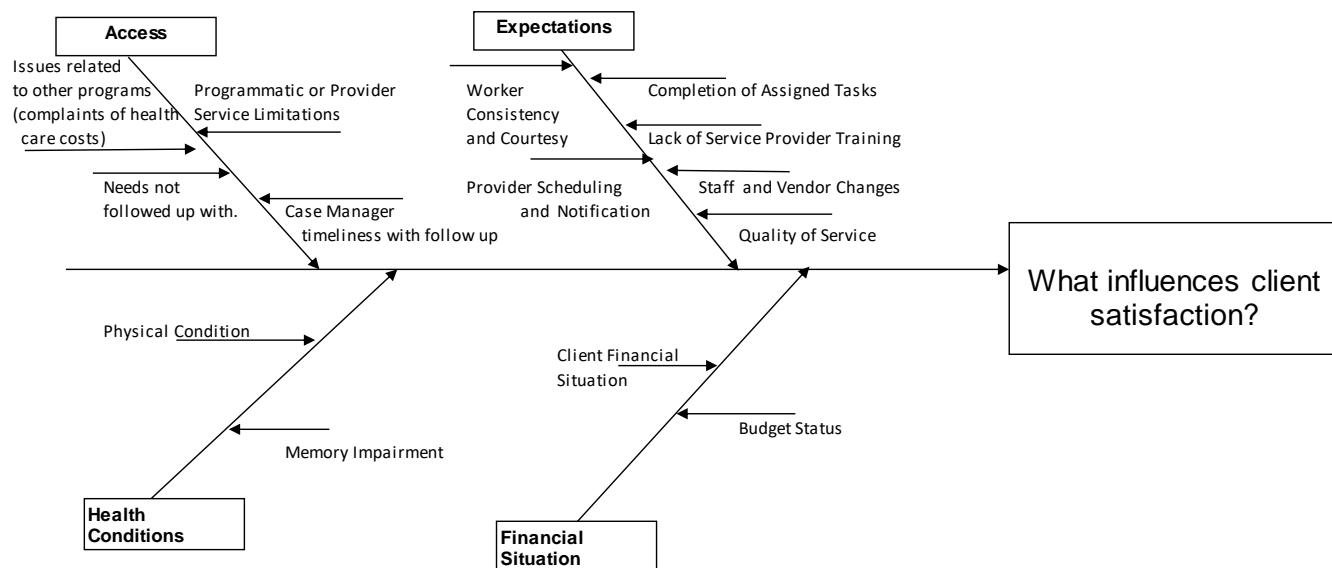 Access
Issues related
to other programs
(complaints of health
care costs)
Programmatic or Provider
Service Limitations
Needs not
followed up with.
Case Manager
timeliness with follow up
Expectations
Worker
Consistency
and Courtesy
Completion of Assigned Tasks
Lack of Service Provider Training
Provider Scheduling
and Notification
Staff and Vendor Changes
Quality of Service
What influences client
satisfaction?
Physical Condition
Memory Impairment
Health
Conditions
Client Financial
Situation
Budget Status
Financial
Situation